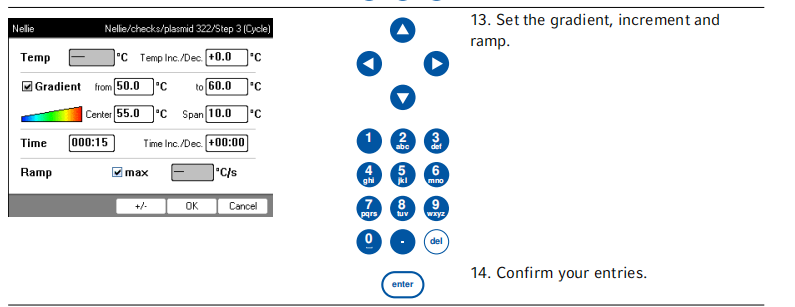 Nellie Nellie/checks/plasmid 322/Step 3 (Cycle)
Temp — °C Temp Inc./Dec. +0.0 °C
Gradient from 50.0 °C to 60.0 °C
Center 55.0 °C Span 10.0 °C
Time 000:15 Time Inc./Dec. +00:00
Ramp max — °C/s
+/- OK Cancel
1 2 abc 3 def
4 ghi 5 jkl 6 mno
7 pqrs 8 tuv 9 wxyz
0 _ - del
enter
13. Set the gradient, increment and
ramp.
14. Confirm your entries.